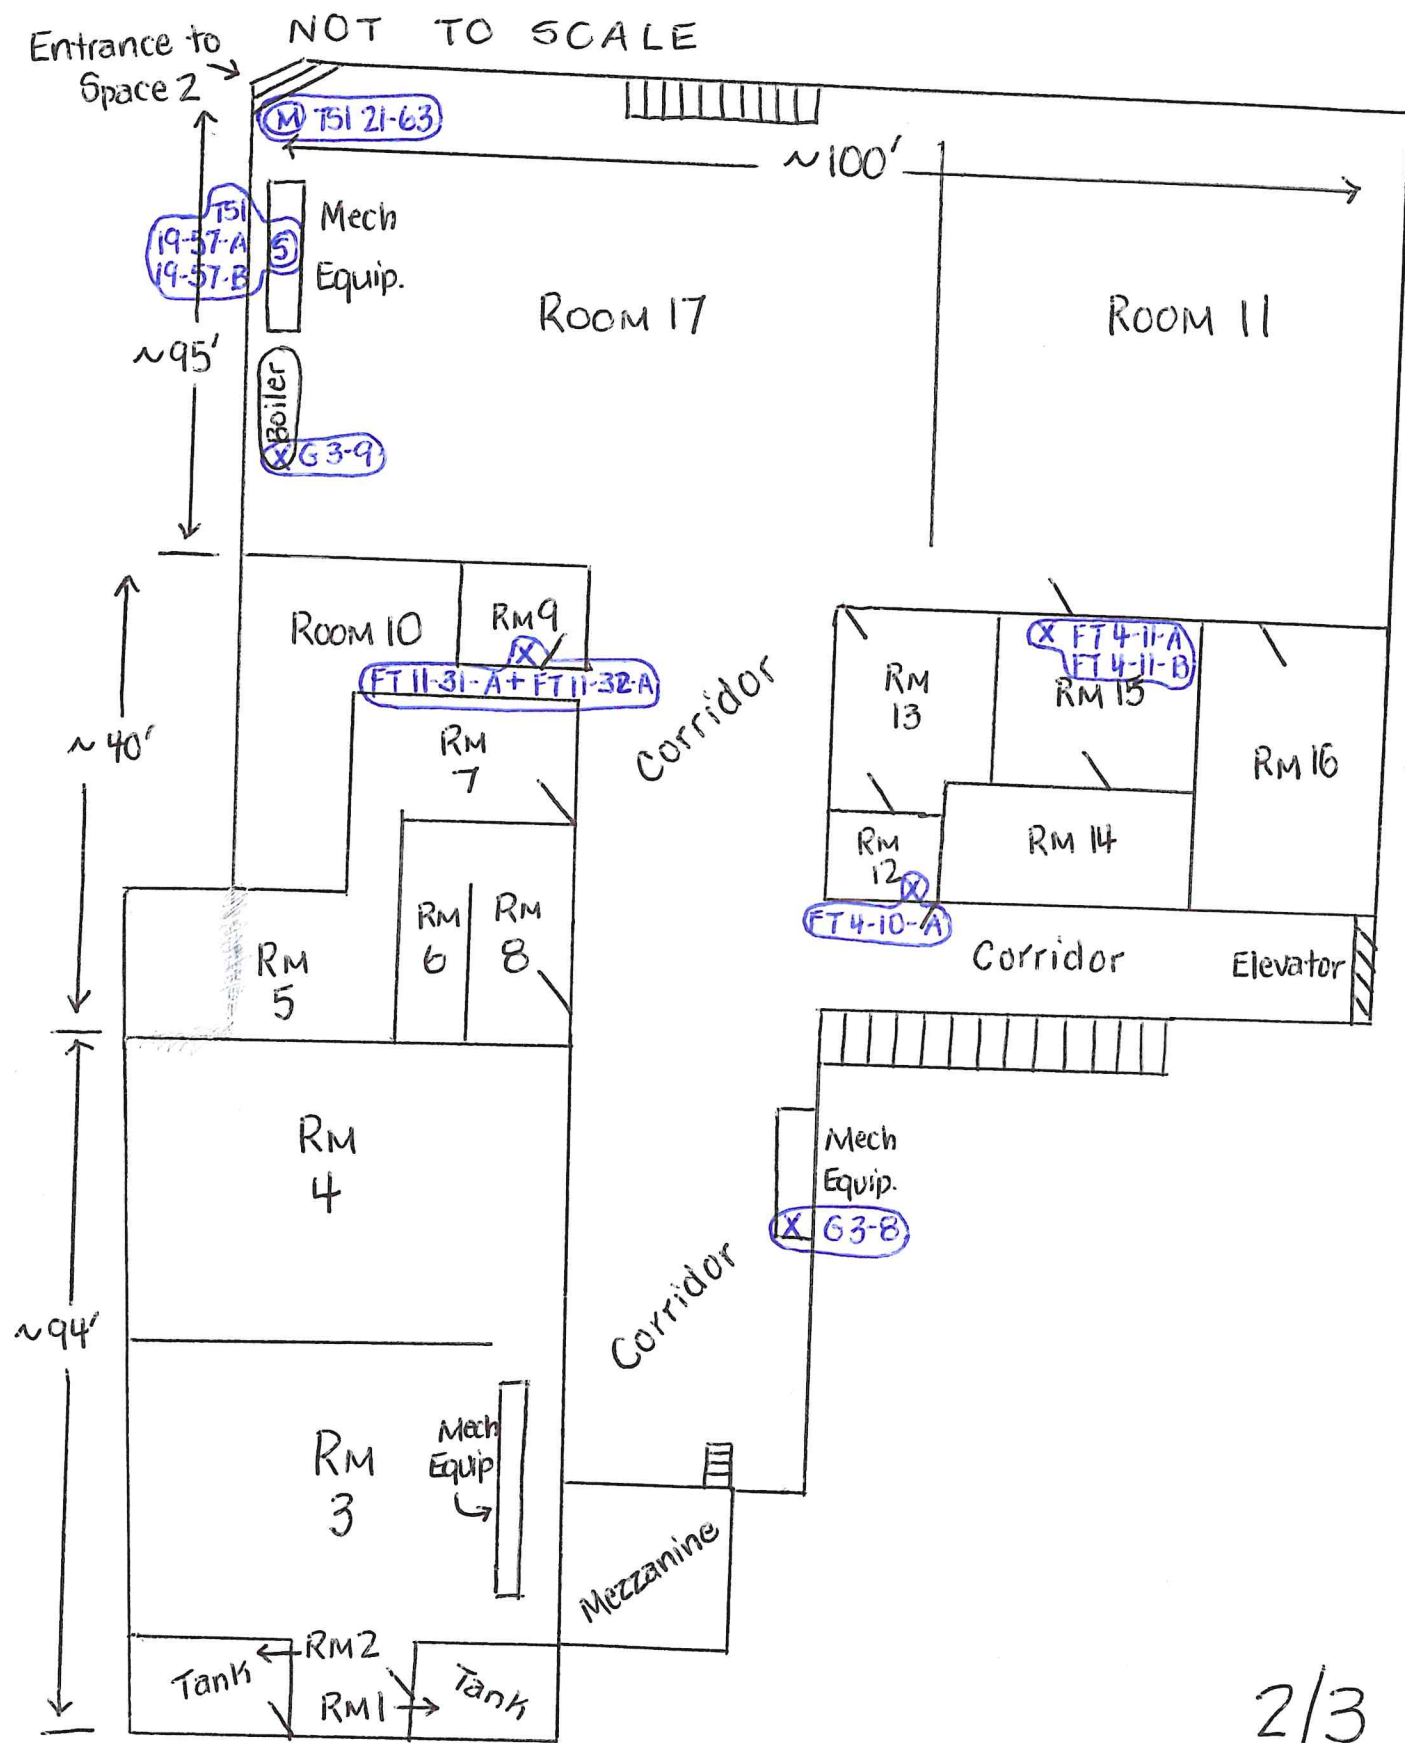 NOT TO SCALE
Entrance to
Space 2
M TSI 21-63
~100'
TSI
19-57-A
19-57-B
5
Mech
Equip.
ROOM 17
ROOM 11
~95'
Boiler
X G3-9
ROOM 10
RM 9
X
FT 11-31-A + FT 11-32-A
RM
7
~40'
Corridor
RM
13
X FT 4-11-A
FT 4-11-B
RM 15
RM 16
RM
12
X
FT 4-10-A
RM 14
RM
5
RM
6
RM
8
Corridor
Elevator
RM
4
Mech
Equip.
X G3-8
Corridor
~94'
RM
3
Mech
Equip
Mezzanine
RM2
Tank
RM1
Tank
2/3